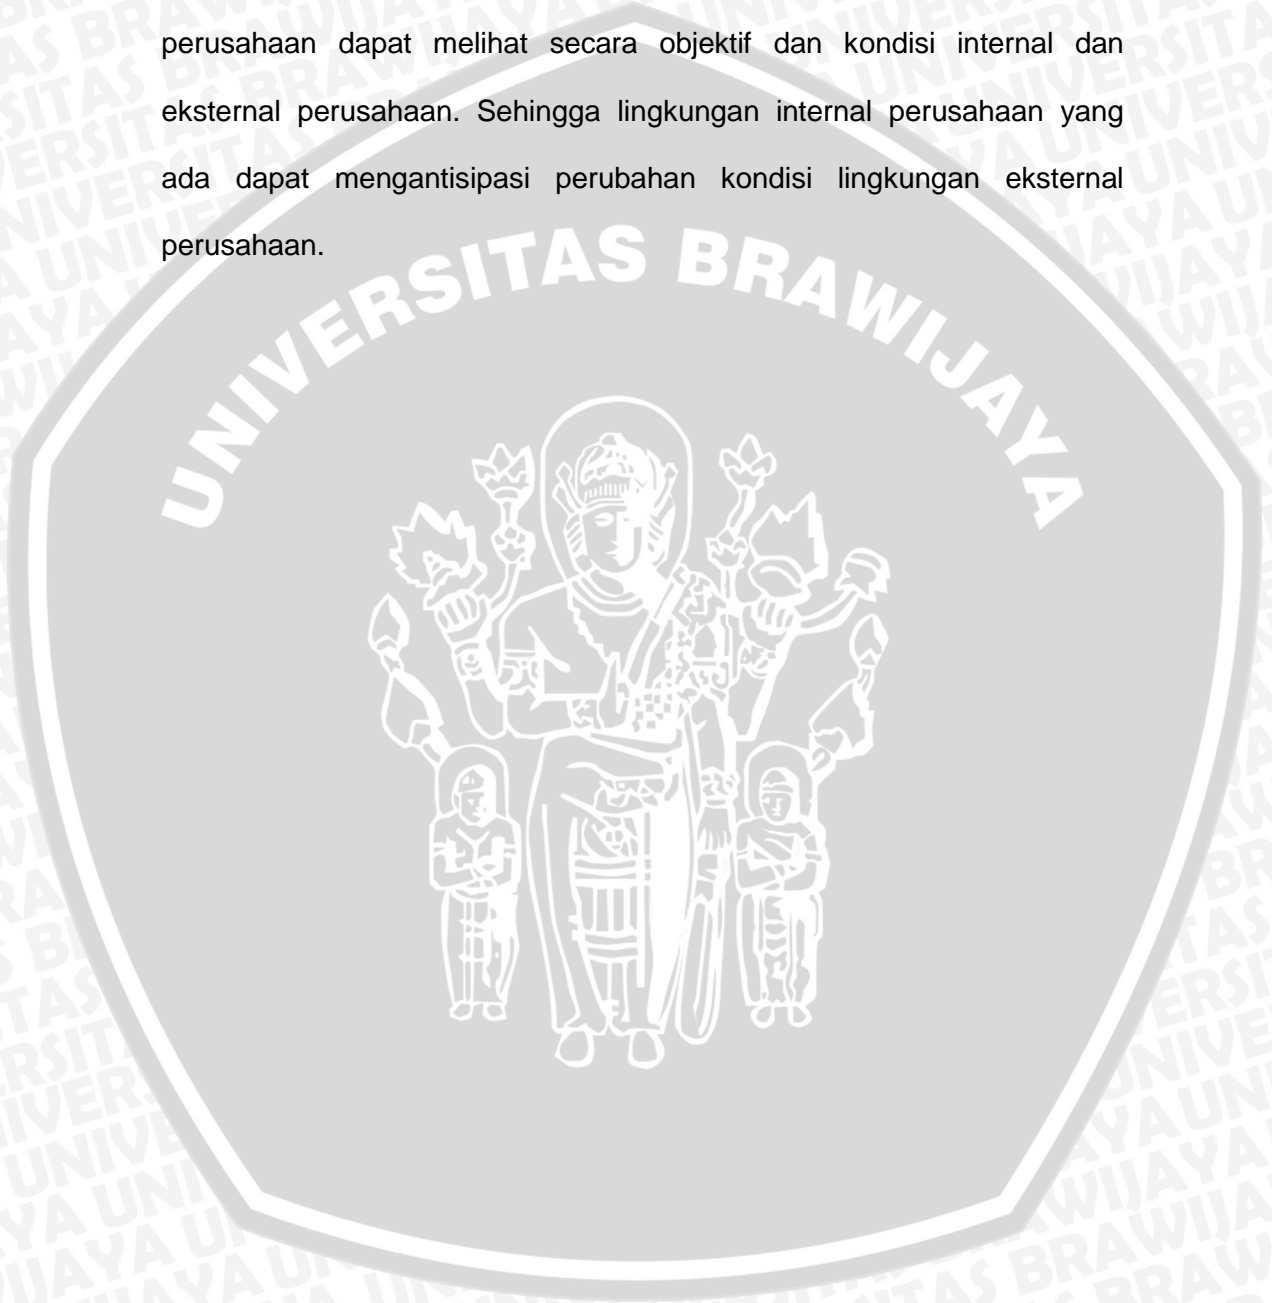 perusahaan dapat melihat secara objektif dan kondisi internal dan
eksternal perusahaan. Sehingga lingkungan internal perusahaan yang
ada dapat mengantisipasi perubahan kondisi lingkungan eksternal
perusahaan.
UNIVERSITAS BRAWIJAYA